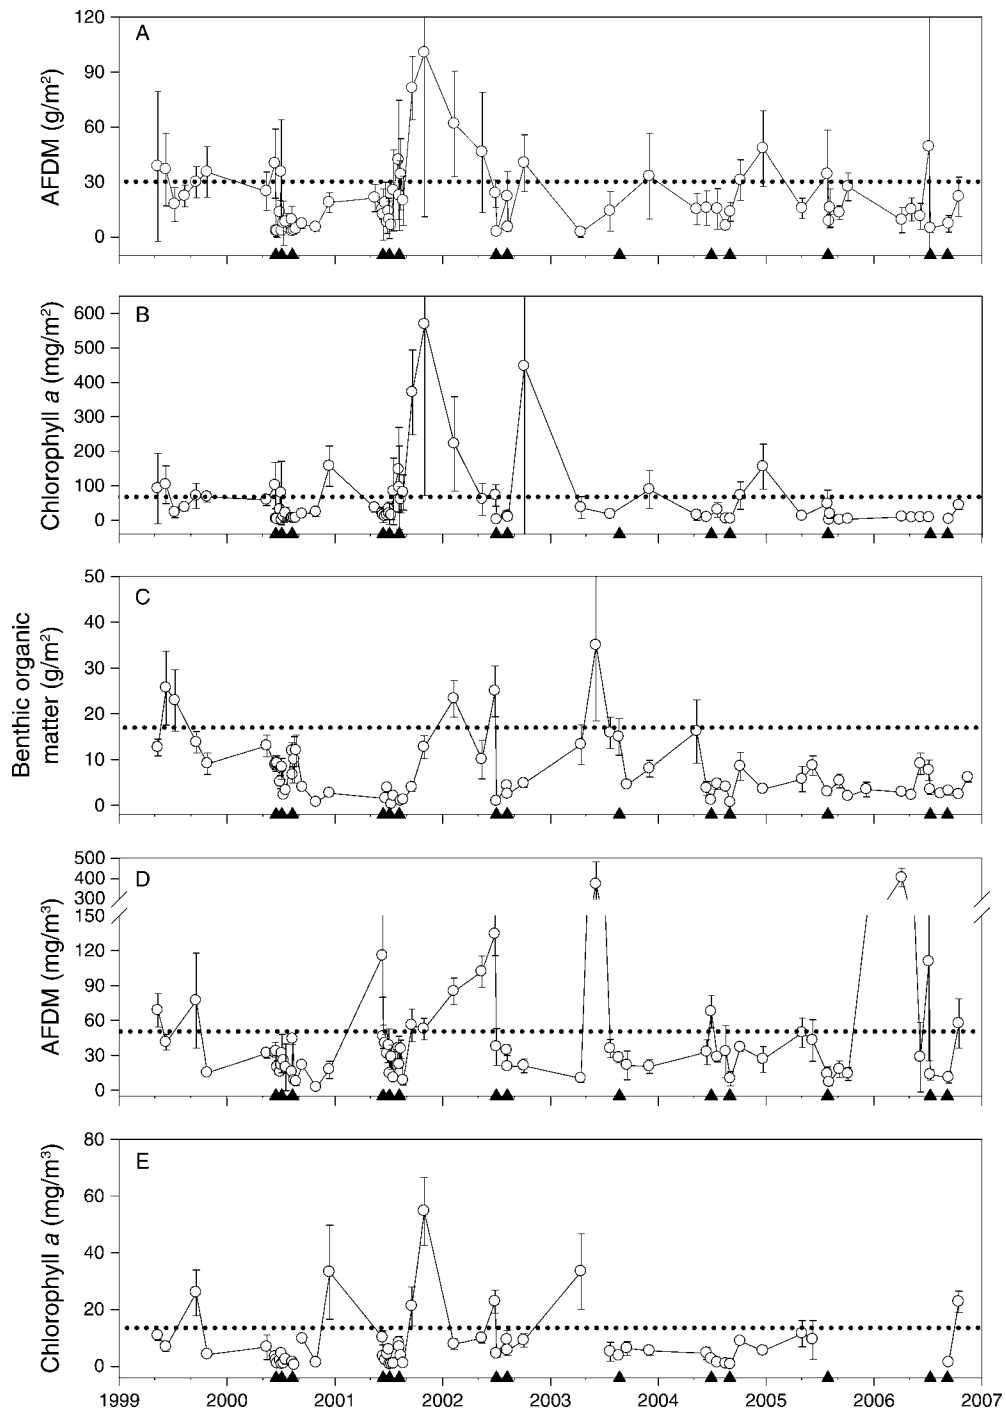 A
AFDM (g/m²)
120
90
60
30
0
B
Chlorophyll a (mg/m²)
600
500
400
300
200
100
0
C
Benthic organic
matter (g/m²)
50
40
30
20
10
0
D
AFDM (mg/m³)
500
400
300
150
120
90
60
30
0
E
Chlorophyll a (mg/m³)
80
60
40
20
0
1999 2000 2001 2002 2003 2004 2005 2006 2007